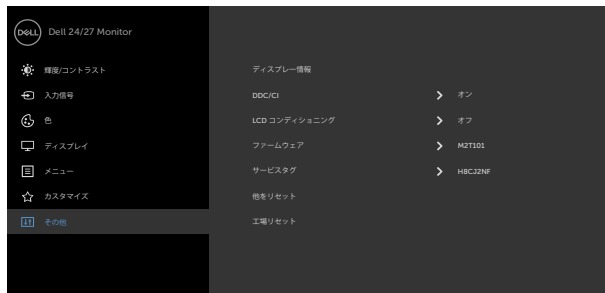 DELL
Dell 24/27 Monitor
輝度/コントラスト
入力信号
色
ディスプレイ
メニュー
カスタマイズ
その他
ディスプレー情報
DDC/CI オン
LCD コンディショニング オフ
ファームウェア M2T101
サービスタグ H8CJ2NF
他をリセット
工場リセット